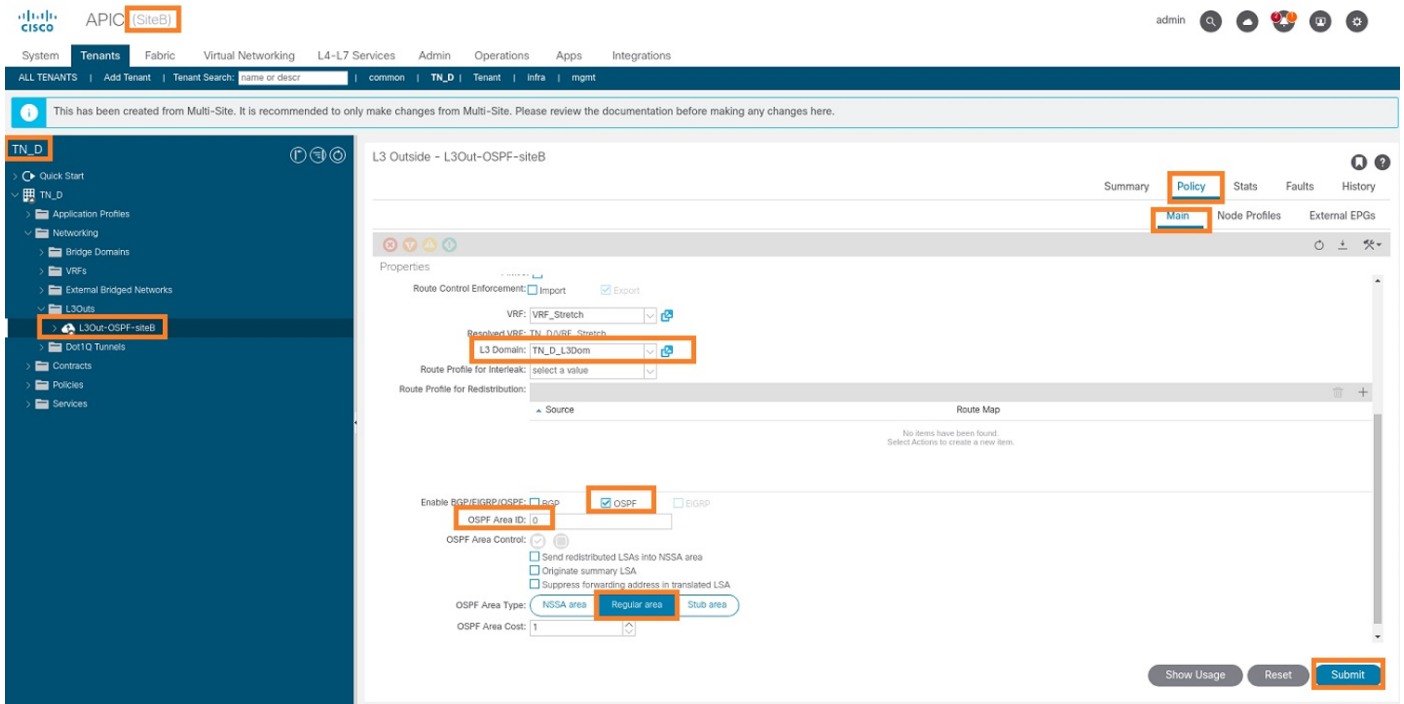 cisco
APIC (SiteB)
admin
2
1
System Tenants Fabric Virtual Networking L4-L7 Services Admin Operations Apps Integrations
ALL TENANTS | Add Tenant | Tenant Search: name or descr | common | TN_D | Tenant | infra | mgmt
i This has been created from Multi-Site. It is recommended to only make changes from Multi-Site. Please review the documentation before making any changes here.
TN_D
Quick Start
TN_D
Application Profiles
Networking
Bridge Domains
VRFs
External Bridged Networks
L3Outs
L3Out-OSPF-siteB
Dot1Q Tunnels
Contracts
Policies
Services
L3 Outside - L3Out-OSPF-siteB
Summary Policy Stats Faults History
Main Node Profiles External EPGs
Properties
Route Control Enforcement: Import Export
VRF: VRF_Stretch
Resolved VRF: TN_D/VRF_Stretch
L3 Domain: TN_D_L3Dom
Route Profile for Interleak: select a value
Route Profile for Redistribution:
Source Route Map
No items have been found.
Select Actions to create a new item.
Enable BGP/EIGRP/OSPF: BGP OSPF EIGRP
OSPF Area ID: 0
OSPF Area Control:
Send redistributed LSAs into NSSA area
Originate summary LSA
Suppress forwarding address in translated LSA
OSPF Area Type: NSSA area Regular area Stub area
OSPF Area Cost: 1
Show Usage Reset Submit